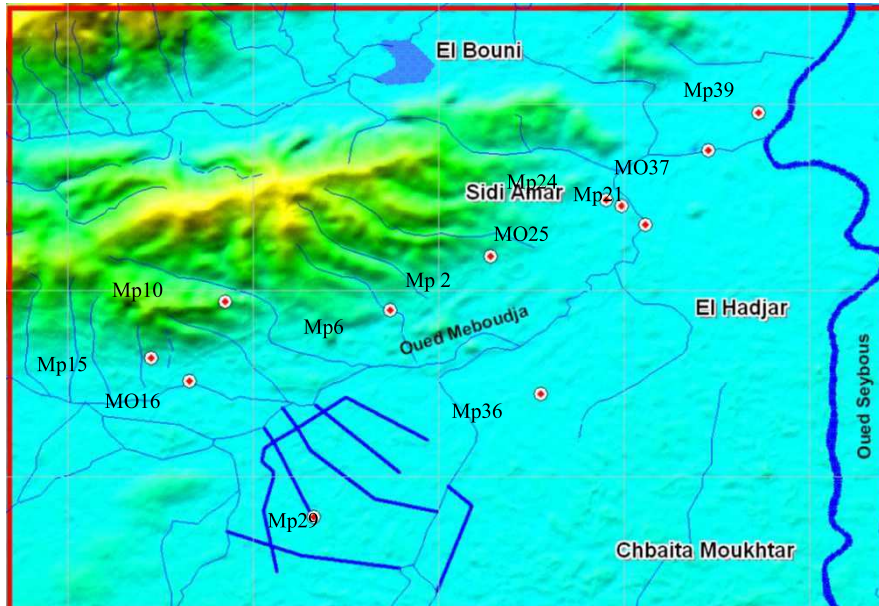 El Bouni
Mp39
MO37
Mp24
Sidi Amar
Mp21
MO25
Mp 2
Mp10
El Hadjar
Mp6
Oued Meboudja
Mp15
Oued Seybous
MO16
Mp36
Mp29
Chbaita Moukhtar